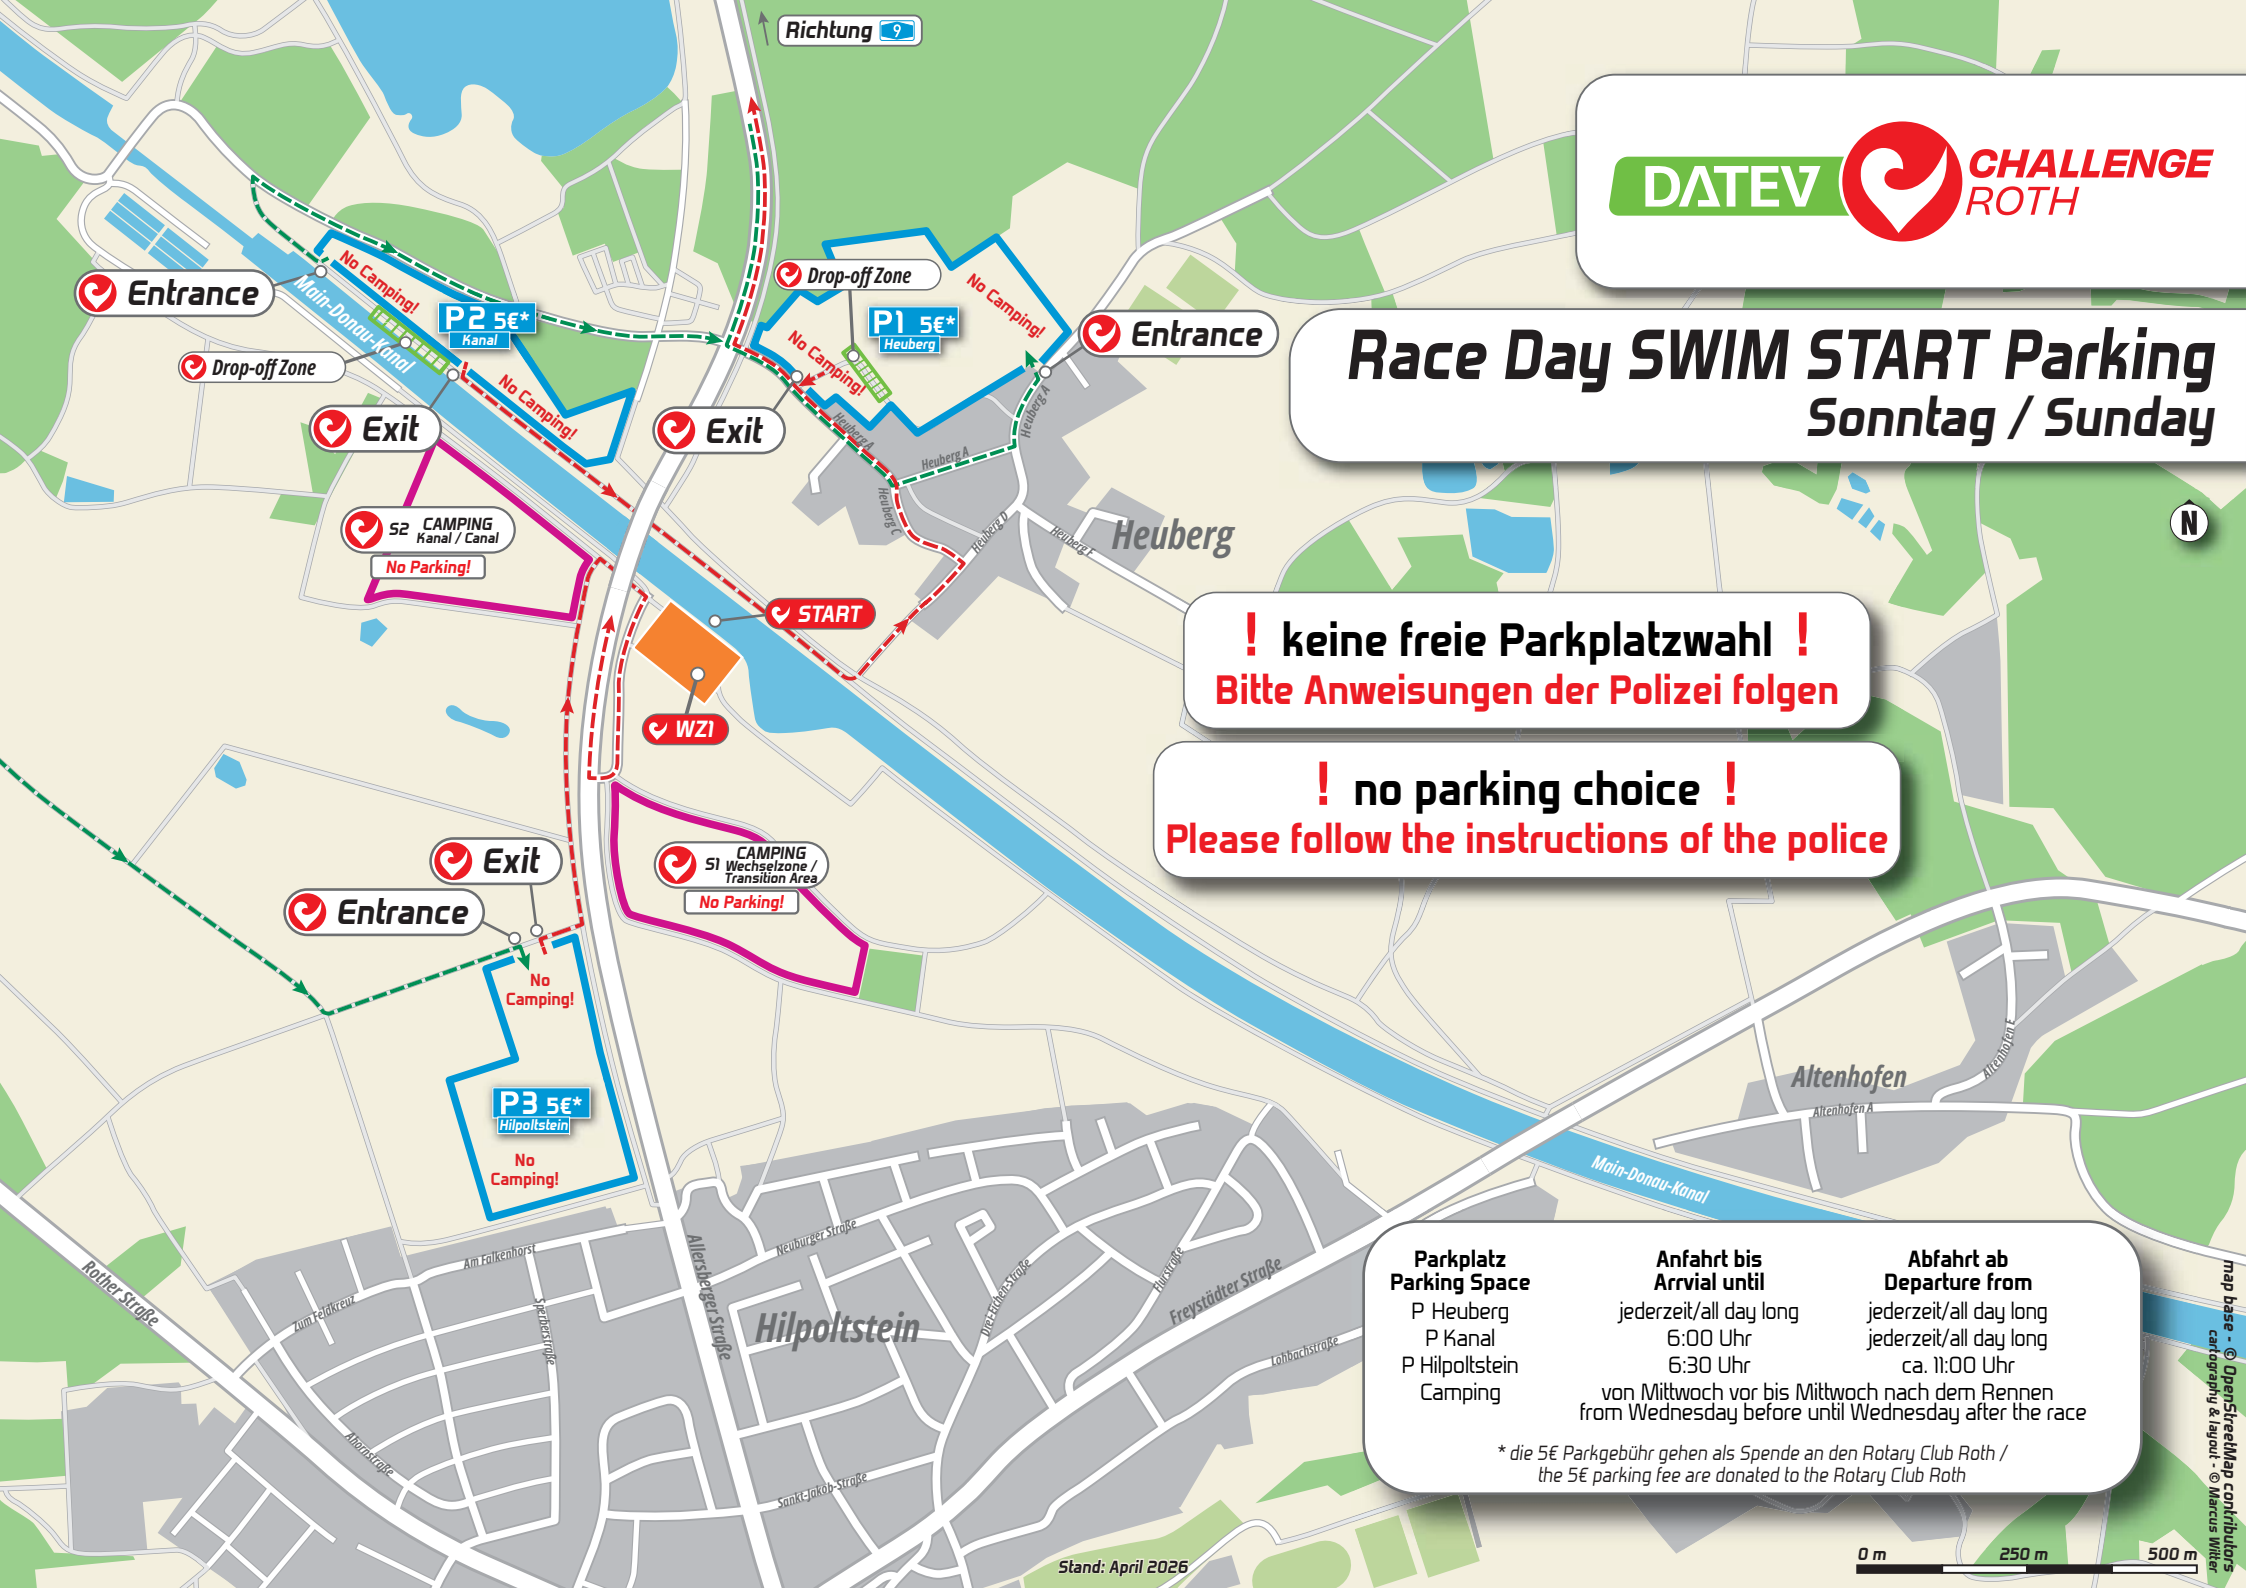 Richtung 9
DATEV CHALLENGE
ROTH
Race Day SWIM START Parking
Sonntag / Sunday
N
Entrance
No Camping!
Main-Donau-Kanal
P2 5€*
Kanal
Drop-off Zone
Exit
No Camping!
Drop-off Zone
No Camping!
P1 5€*
Heuberg
No Camping!
Entrance
Exit
Heuberg A
Heuberg A
Heuberg A
Heuberg C
Heuberg D
Heuberg F
Heuberg
S2 CAMPING
Kanal / Canal
No Parking!
START
WZ1
! keine freie Parkplatzwahl !
Bitte Anweisungen der Polizei folgen
! no parking choice !
Please follow the instructions of the police
Exit
Entrance
S1 CAMPING
Wechselzone /
Transition Area
No Parking!
No
Camping!
P3 5€*
Hilpoltstein
No
Camping!
Altenhofen
Altenhofen A
Altenhofen E
Main-Donau-Kanal
Rother Straße
Zum Feldkreuz
Am Falkenhorst
Sperberstraße
Ahornstraße
Allersberger Straße
Neuburger Straße
Hilpoltstein
Drei-Eichen-Straße
Flurstraße
Freystädter Straße
Lohbachstraße
Sankt-Jakob-Straße
Parkplatz Anfahrt bis Abfahrt ab
Parking Space Arrvial until Departure from
P Heuberg jederzeit/all day long jederzeit/all day long
P Kanal 6:00 Uhr jederzeit/all day long
P Hilpoltstein 6:30 Uhr ca. 11:00 Uhr
Camping von Mittwoch vor bis Mittwoch nach dem Rennen
from Wednesday before until Wednesday after the race
* die 5€ Parkgebühr gehen als Spende an den Rotary Club Roth /
the 5€ parking fee are donated to the Rotary Club Roth
map base - © OpenStreetMap contributors
cartography & layout - © Marcus Witter
Stand: April 2026
0 m 250 m 500 m